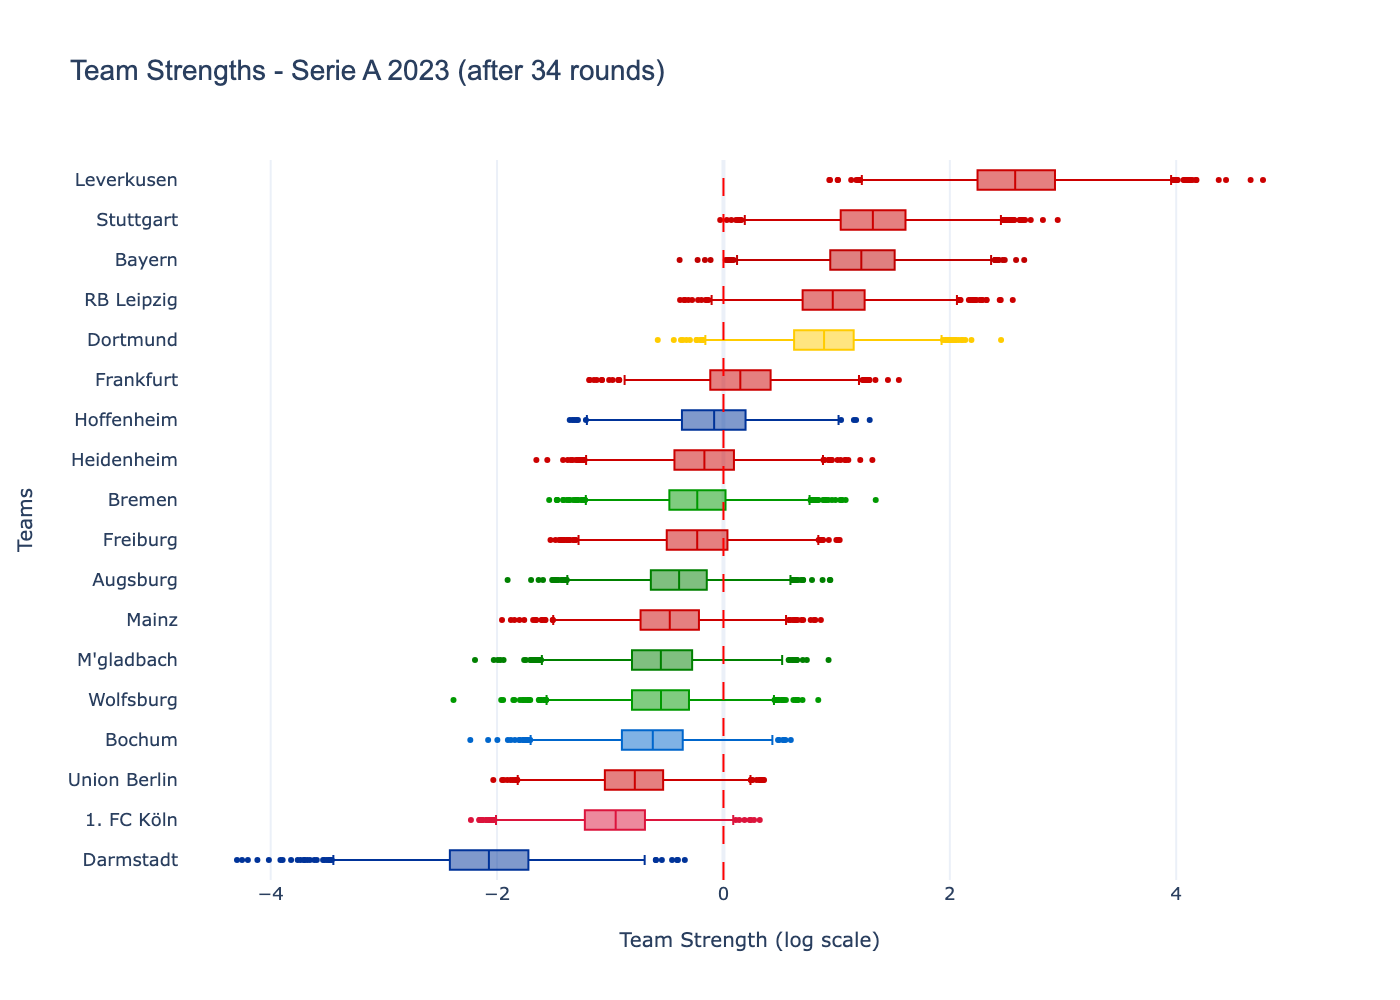 Team Strengths - Serie A 2023 (after 34 rounds)
Teams
Leverkusen
Stuttgart
Bayern
RB Leipzig
Dortmund
Frankfurt
Hoffenheim
Heidenheim
Bremen
Freiburg
Augsburg
Mainz
M'gladbach
Wolfsburg
Bochum
Union Berlin
1. FC Köln
Darmstadt
−4 −2 0 2 4
Team Strength (log scale)